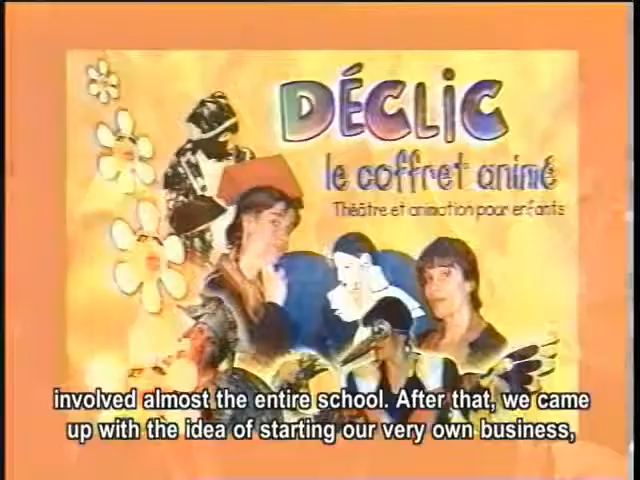 DÉCLIC
le coffret animé
Théâtre et animation pour enfants
involved almost the entire school. After that, we came
up with the idea of starting our very own business,